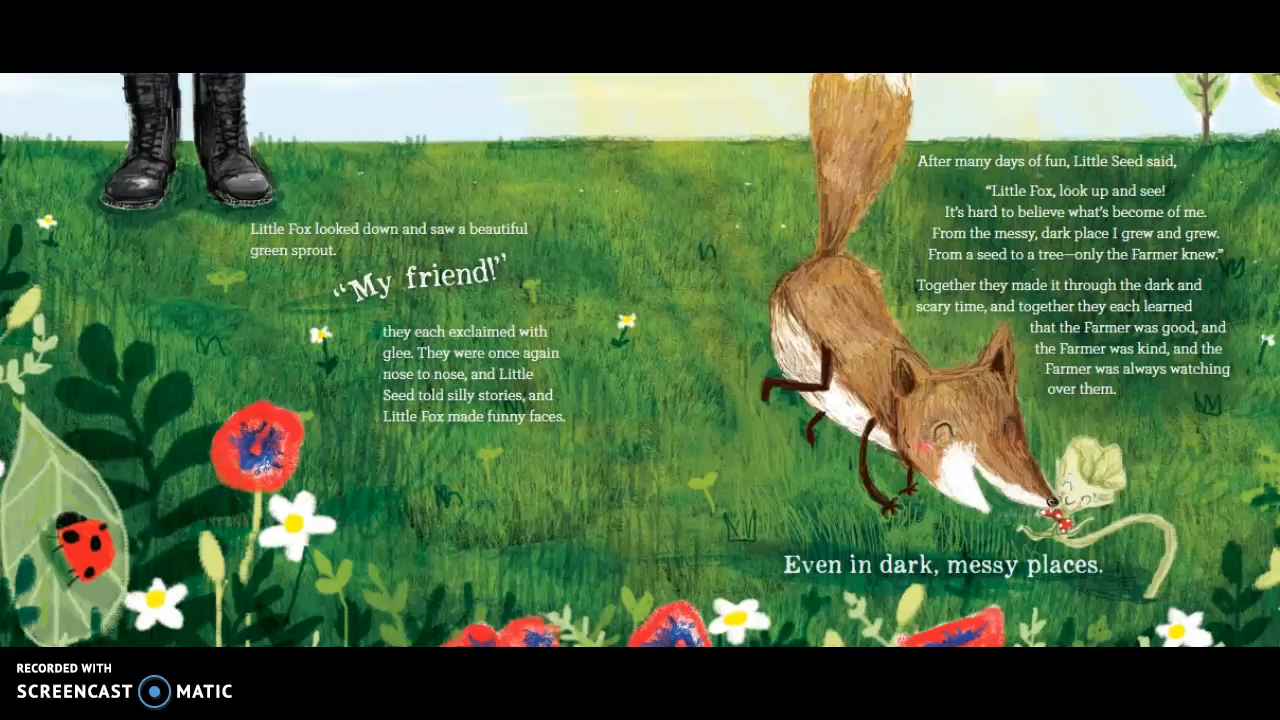 Little Fox looked down and saw a beautiful
green sprout.
“My friend!”
they each exclaimed with
glee. They were once again
nose to nose, and Little
Seed told silly stories, and
Little Fox made funny faces.
After many days of fun, Little Seed said,
“Little Fox, look up and see!
It's hard to believe what's become of me.
From the messy, dark place I grew and grew.
From a seed to a tree—only the Farmer knew.”
Together they made it through the dark and
scary time, and together they each learned
that the Farmer was good, and
the Farmer was kind, and the
Farmer was always watching
over them.
Even in dark, messy places.
RECORDED WITH
SCREENCAST MATIC